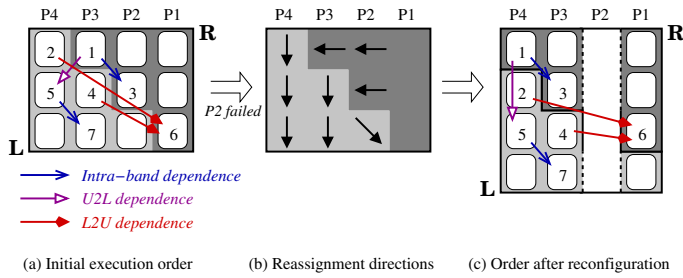 P4 P3 P2 P1
R
2 1
5 4 3
7 6
L
Intra-band dependence
U2L dependence
L2U dependence
(a) Initial execution order
P2 failed
P4 P3 P2 P1
(b) Reassignment directions
P4 P3 P2 P1
R
1
2 3
5 4 6
7
L
(c) Order after reconfiguration